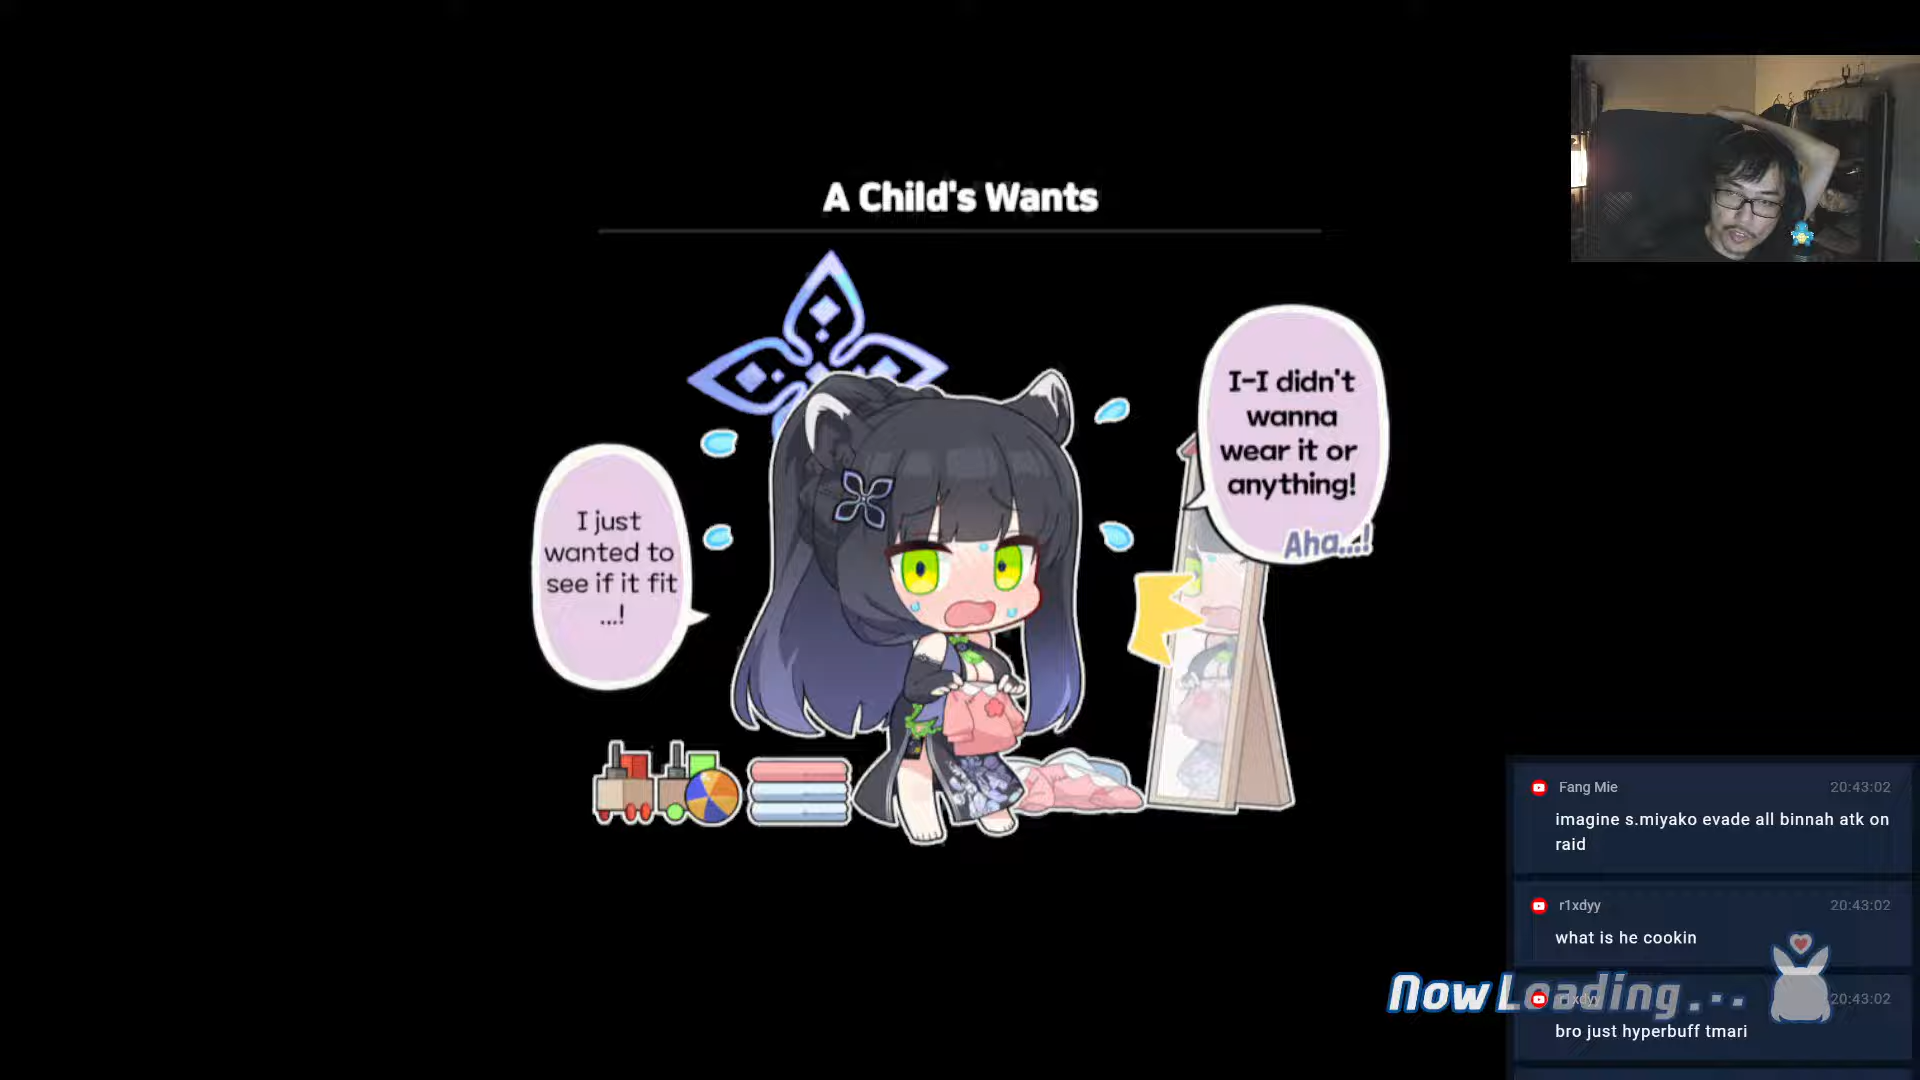 A Child's Wants
I just
wanted to
see if it fit
...!
I-I didn't
wanna
wear it or
anything!
Aha...!
Fang Mie 20:43:02
imagine s.miyako evade all binnah atk on
raid
r1xdyy 20:43:02
what is he cookin
Now Loading...
r1xdyy 20:43:02
bro just hyperbuff tmari